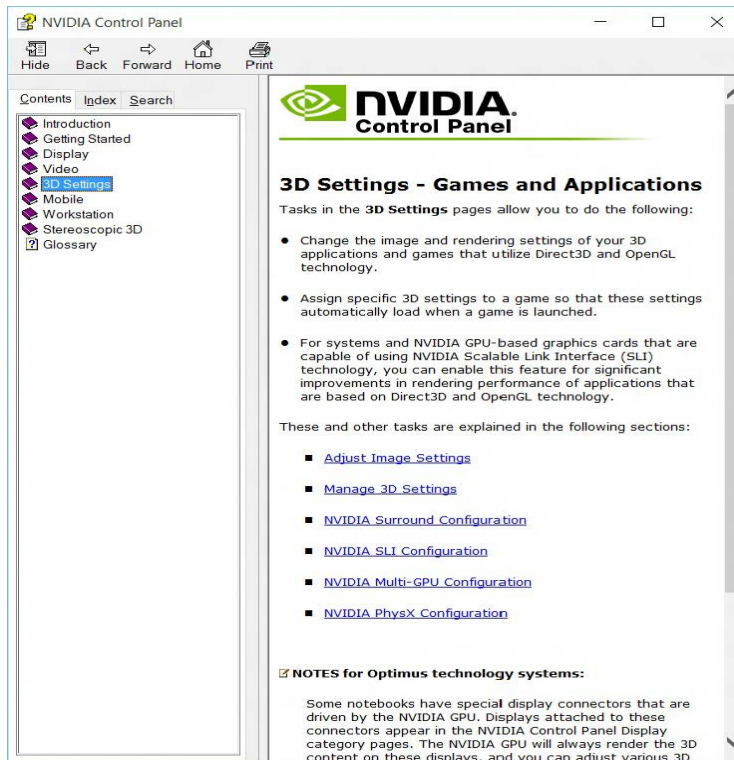 NVIDIA Control Panel
Hide Back Forward Home Print
Contents Index Search
Introduction
Getting Started
Display
Video
3D Settings
Mobile
Workstation
Stereoscopic 3D
Glossary
NVIDIA.
Control Panel
3D Settings - Games and Applications
Tasks in the 3D Settings pages allow you to do the following:
Change the image and rendering settings of your 3D
applications and games that utilize Direct3D and OpenGL
technology.
Assign specific 3D settings to a game so that these settings
automatically load when a game is launched.
For systems and NVIDIA GPU-based graphics cards that are
capable of using NVIDIA Scalable Link Interface (SLI)
technology, you can enable this feature for significant
improvements in rendering performance of applications that
are based on Direct3D and OpenGL technology.
These and other tasks are explained in the following sections:
Adjust Image Settings
Manage 3D Settings
NVIDIA Surround Configuration
NVIDIA SLI Configuration
NVIDIA Multi-GPU Configuration
NVIDIA PhysX Configuration
NOTES for Optimus technology systems:
Some notebooks have special display connectors that are
driven by the NVIDIA GPU. Displays attached to these
connectors appear in the NVIDIA Control Panel Display
category pages. The NVIDIA GPU will always render the 3D
content on these displays, and you can adjust various 3D